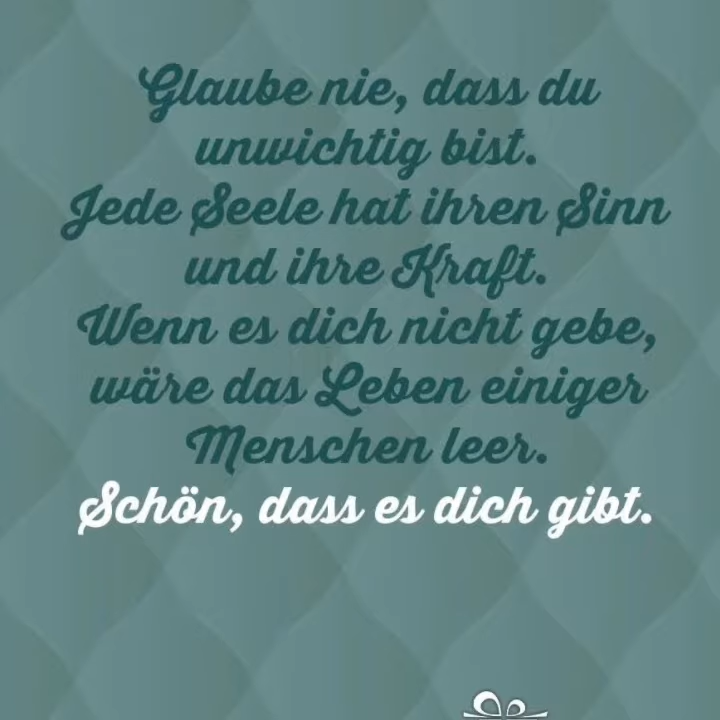 Glaube nie, dass du
unwichtig bist.
Jede Seele hat ihren Sinn
und ihre Kraft.
Wenn es dich nicht gebe,
wäre das Leben einiger
Menschen leer.
Schön, dass es dich gibt.